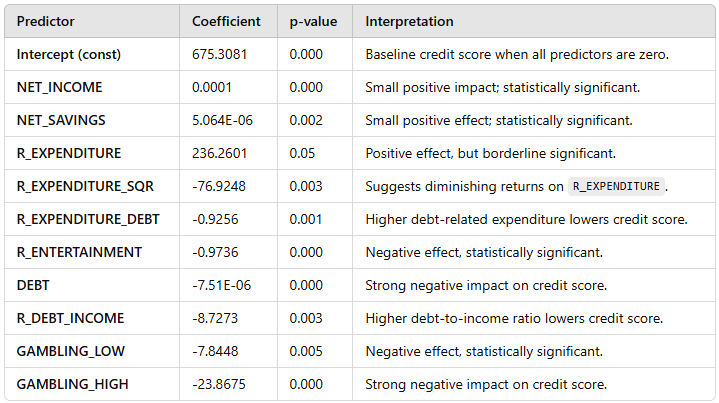 Predictor Coefficient p-value Interpretation
Intercept (const) 675.3081 0.000 Baseline credit score when all predictors are zero.
NET_INCOME 0.0001 0.000 Small positive impact; statistically significant.
NET_SAVINGS 5.064E-06 0.002 Small positive effect; statistically significant.
R_EXPENDITURE 236.2601 0.05 Positive effect, but borderline significant.
R_EXPENDITURE_SQR -76.9248 0.003 Suggests diminishing returns on R_EXPENDITURE.
R_EXPENDITURE_DEBT -0.9256 0.001 Higher debt-related expenditure lowers credit score.
R_ENTERTAINMENT -0.9736 0.000 Negative effect, statistically significant.
DEBT -7.51E-06 0.000 Strong negative impact on credit score.
R_DEBT_INCOME -8.7273 0.003 Higher debt-to-income ratio lowers credit score.
GAMBLING_LOW -7.8448 0.005 Negative effect, statistically significant.
GAMBLING_HIGH -23.8675 0.000 Strong negative impact on credit score.